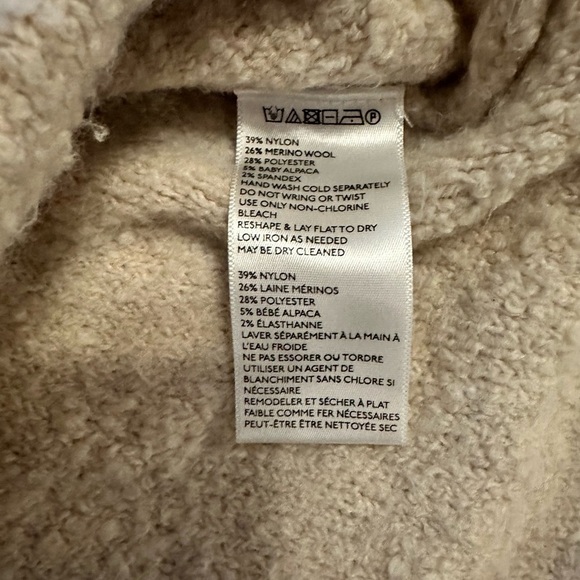 39% NYLON
26% MERINO WOOL
28% POLYESTER
5% BABY ALPACA
2% SPANDEX
HAND WASH COLD SEPARATELY
DO NOT WRING OR TWIST
USE ONLY NON-CHLORINE
BLEACH
RESHAPE & LAY FLAT TO DRY
LOW IRON AS NEEDED
MAY BE DRY CLEANED
39% NYLON
26% LAINE MÉRINOS
28% POLYESTER
5% BÉBÉ ALPACA
2% ÉLASTHANNE
LAVER SÉPARÉMENT À LA MAIN À
L'EAU FROIDE
NE PAS ESSORER OU TORDRE
UTILISER UN AGENT DE
BLANCHIMENT SANS CHLORE SI
NÉCESSAIRE
REMODELER ET SÉCHER À PLAT
FAIBLE COMME FER NÉCESSAIRES
PEUT-ÊTRE ÊTRE NETTOYÉE SEC